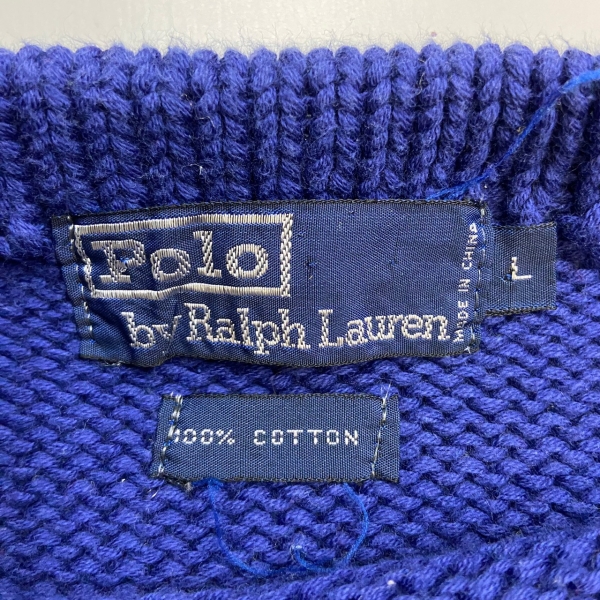 Polo
by Ralph Lauren
MADE IN CHINA
L
100% COTTON